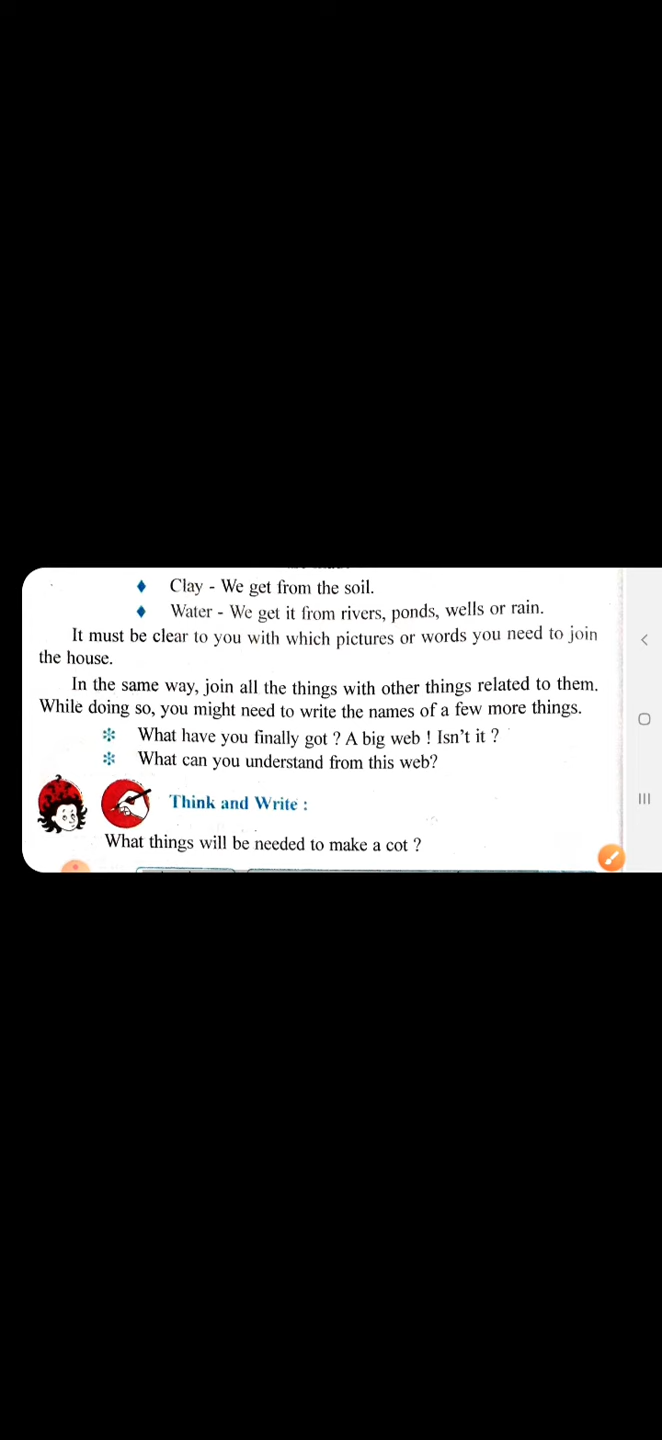 Clay - We get from the soil.
Water - We get it from rivers, ponds, wells or rain.
It must be clear to you with which pictures or words you need to join
the house.
In the same way, join all the things with other things related to them.
While doing so, you might need to write the names of a few more things.
What have you finally got ? A big web ! Isn't it ?
What can you understand from this web?
Think and Write :
What things will be needed to make a cot ?